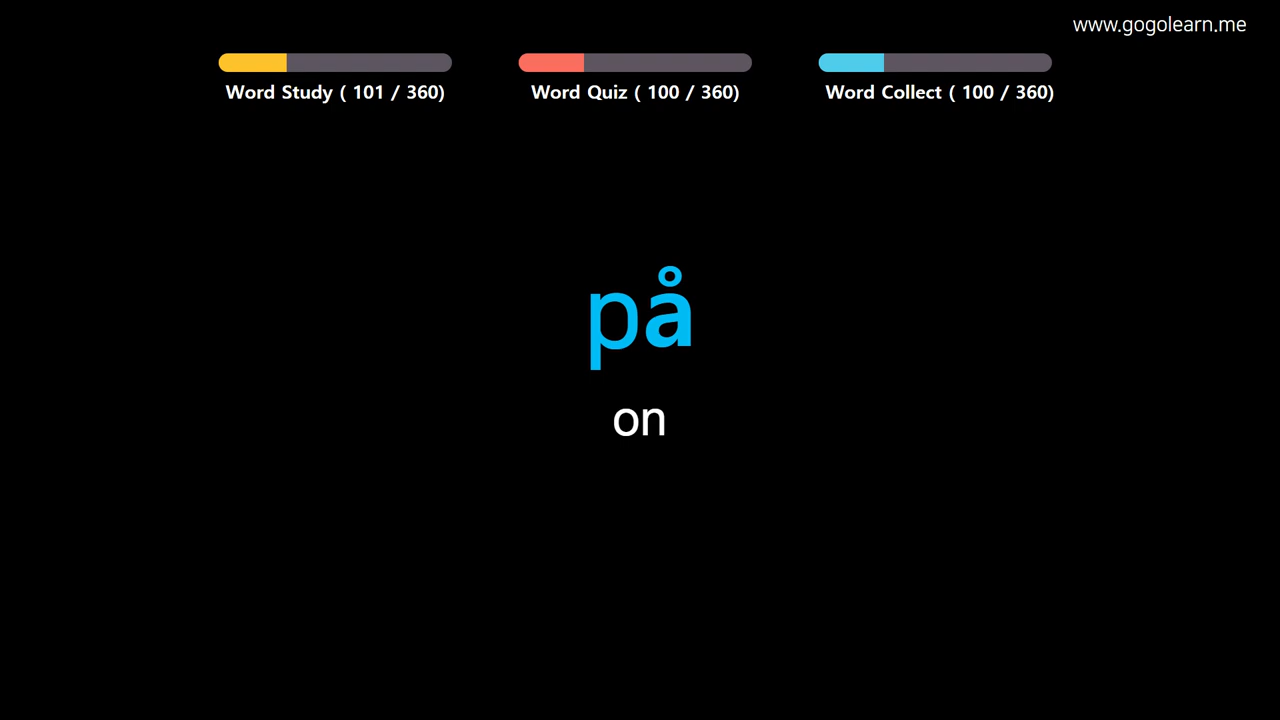 www.gogolearn.me
Word Study ( 101 / 360)
Word Quiz ( 100 / 360)
Word Collect ( 100 / 360)
på
on